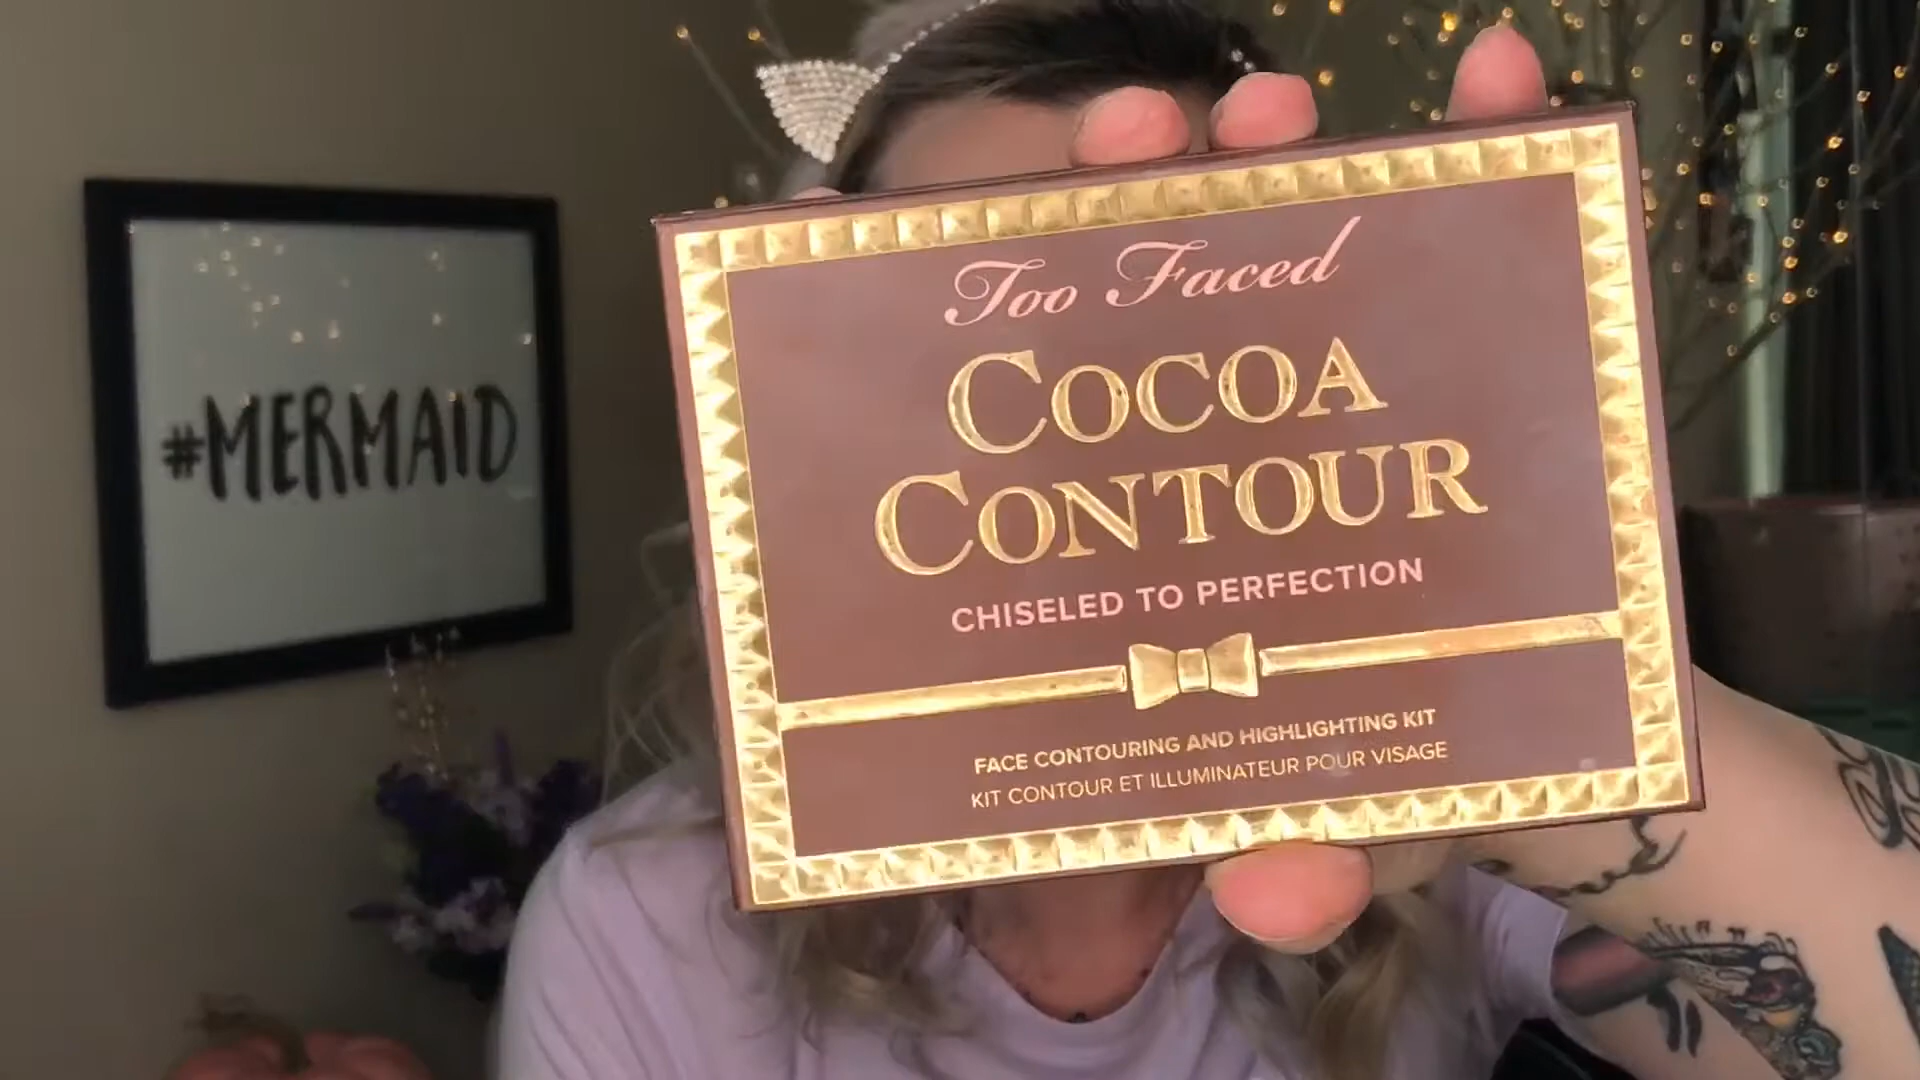 #MERMAID
Too Faced
COCOA
CONTOUR
CHISELED TO PERFECTION
FACE CONTOURING AND HIGHLIGHTING KIT
KIT CONTOUR ET ILLUMINATEUR POUR VISAGE